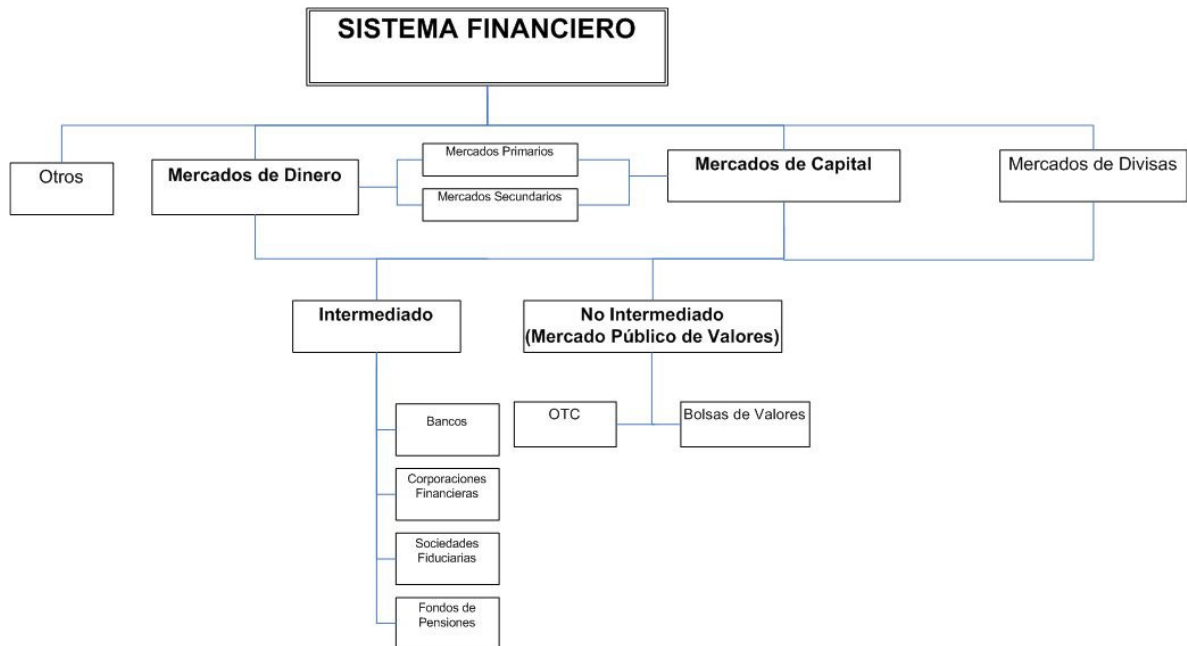 SISTEMA FINANCIERO
Otros
Mercados de Dinero
Mercados Primarios
Mercados Secundarios
Mercados de Capital
Mercados de Divisas
Intermediado
No Intermediado
(Mercado Público de Valores)
Bancos
Corporaciones
Financieras
Sociedades
Fiduciarias
Fondos de
Pensiones
OTC
Bolsas de Valores